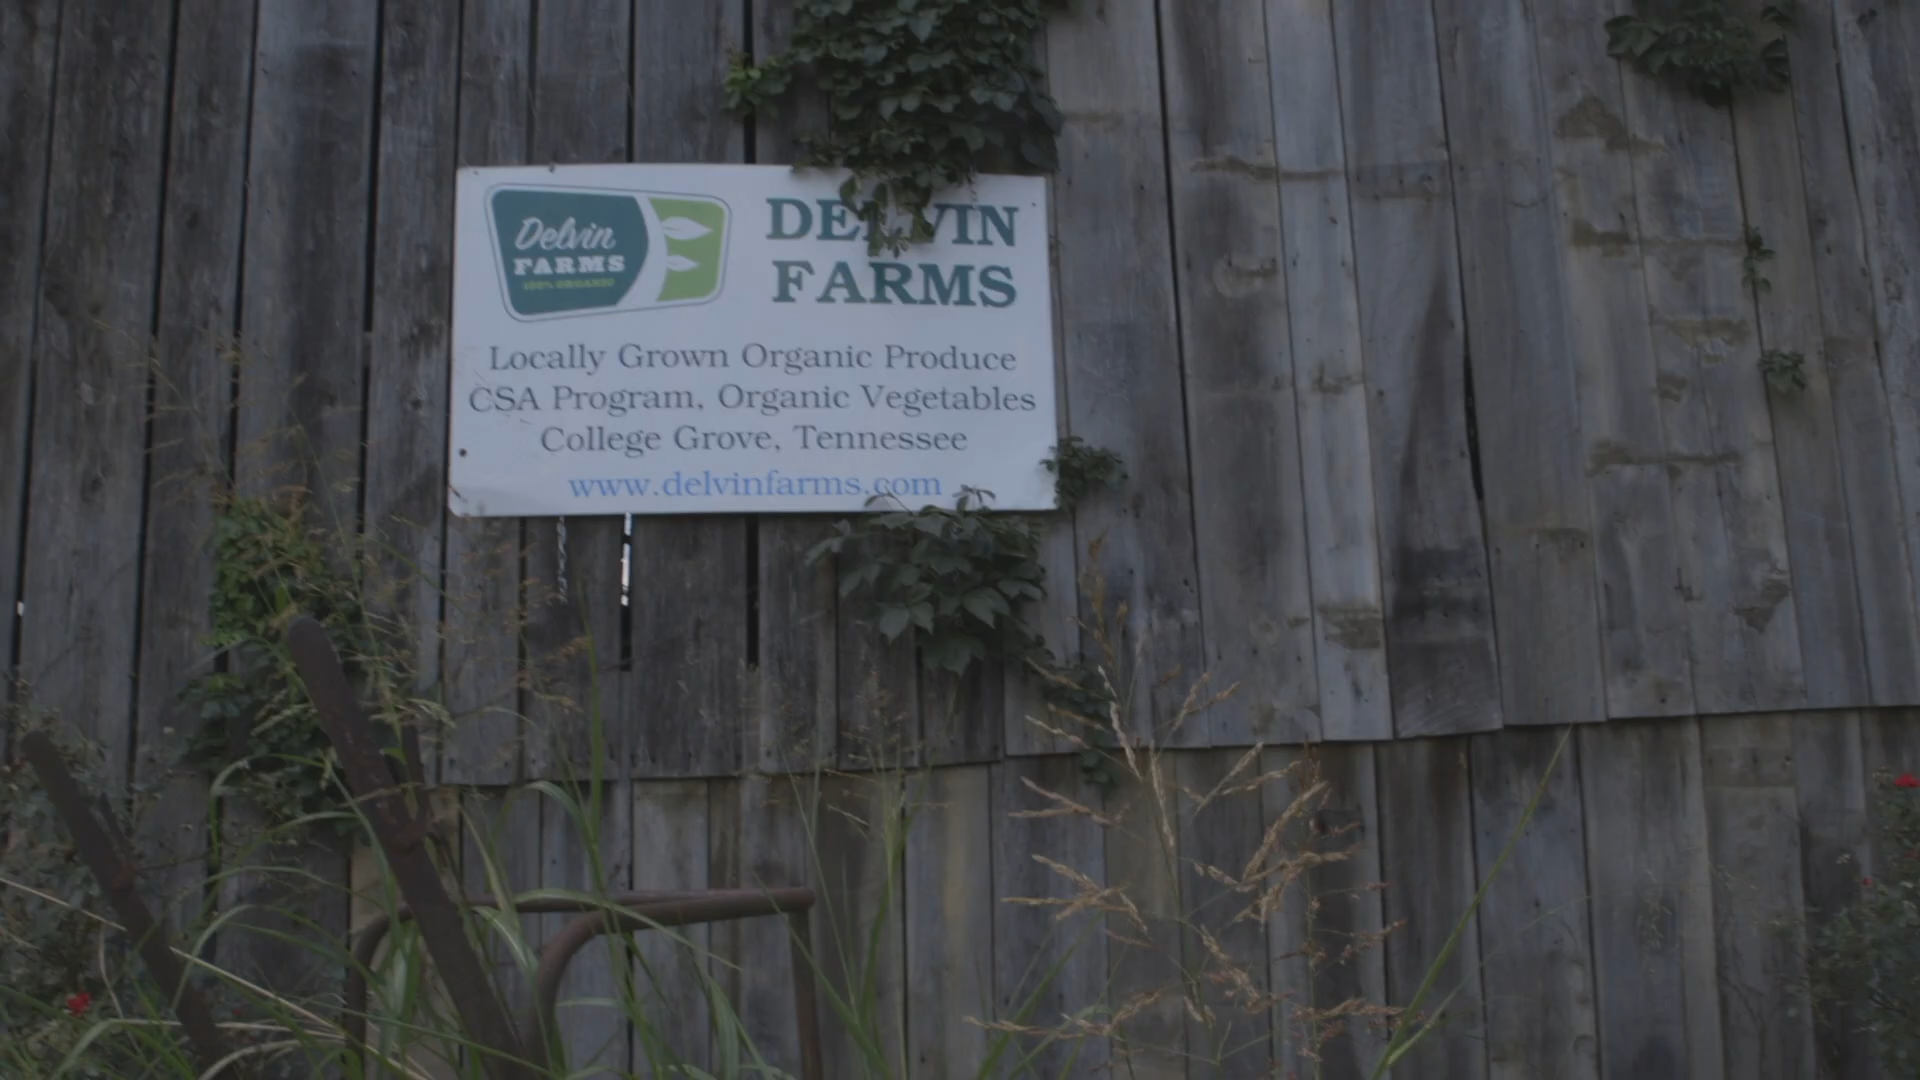 Delvin
FARMS
100% ORGANIC
DELVIN
FARMS
Locally Grown Organic Produce
CSA Program, Organic Vegetables
College Grove, Tennessee
www.delvinfarms.com